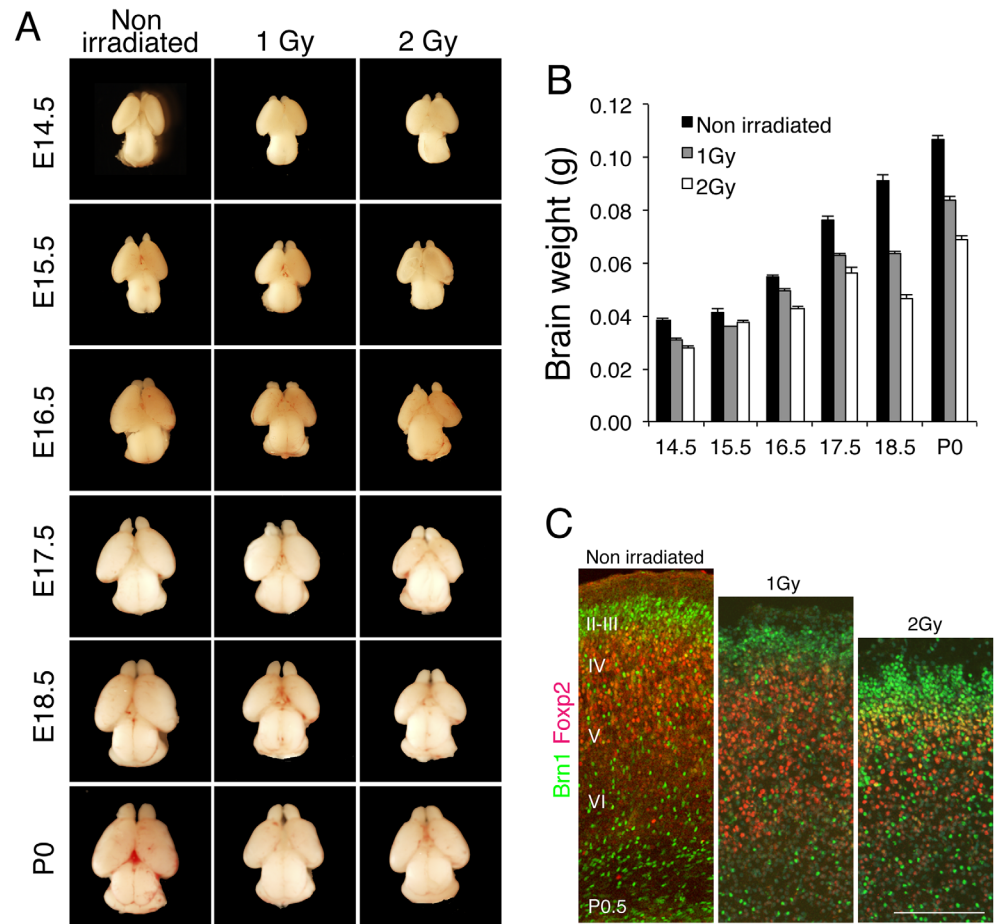 A
Non
irradiated
1 Gy
2 Gy
E14.5
E15.5
E16.5
E17.5
E18.5
P0
B
Brain weight (g)
0.12
0.10
0.08
0.06
0.04
0.02
0.00
Non irradiated
1Gy
2Gy
14.5 15.5 16.5 17.5 18.5 P0
C
Non irradiated
1Gy
2Gy
Brn1 Foxp2
II-III
IV
V
VI
P0.5